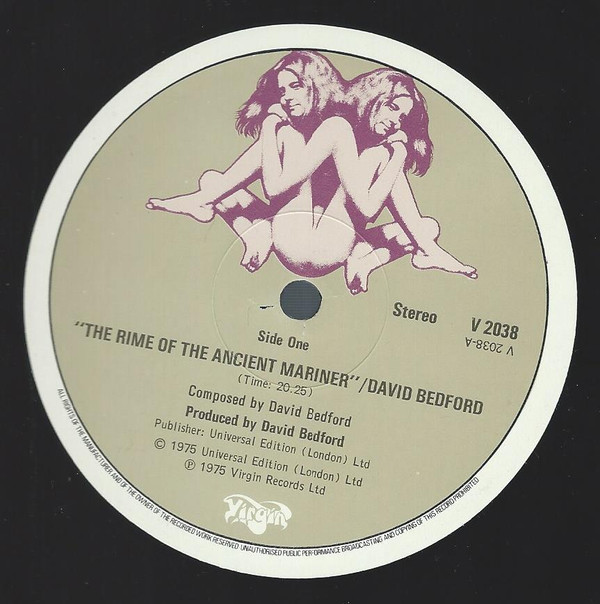 Stereo
V 2038
V 2038-A
Side One
"THE RIME OF THE ANCIENT MARINER"/DAVID BEDFORD
(Time: 20.25)
Composed by David Bedford
Produced by David Bedford
Publisher: Universal Edition (London) Ltd
© 1975 Universal Edition (London) Ltd
℗ 1975 Virgin Records Ltd
Virgin
ALL RIGHTS OF THE MANUFACTURER AND OF THE OWNER OF THE RECORDED WORK RESERVED UNAUTHORISED PUBLIC PERFORMANCE BROADCASTING AND COPYING OF THIS RECORD PROHIBITED